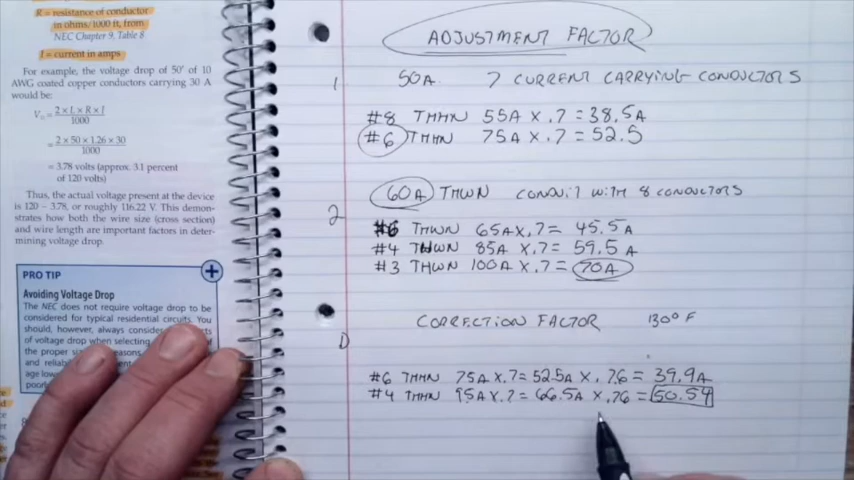 R = resistance of conductor
in ohms/1000 ft, from
NEC Chapter 9, Table 8
I = current in amps
For example, the voltage drop of 50' of 10
AWG coated copper conductors carrying 30 A
would be:
2 × L × R × I
1000
= 2 × 50 × 1.26 × 30
1000
= 3.78 volts (approx. 3.1 percent
of 120 volts)
Thus, the actual voltage present at the device
is 120 – 3.78, or roughly 116.22 V. This demon-
strates how both the wire size (cross section)
and wire length are important factors in deter-
mining voltage drop.
PRO TIP
Avoiding Voltage Drop
The NEC does not require voltage drop to be
considered for typical residential circuits. You
should, however, always
of voltage drop when selecting
the proper
and
age
ADJUSTMENT FACTOR
1 50A 7 CURRENT CARRYING CONDUCTORS
#8 THHN 55A X .7 = 38.5A
#6 THHN 75A X .7 = 52.5
2 60A THWN CONDUIT WITH 8 CONDUCTORS
#6 THWN 65A X .7 = 45.5A
#4 THWN 85A X .7 = 59.5A
#3 THWN 100A X .7 = 70A
D CORRECTION FACTOR 130° F
#6 THHN 75A X .7 = 52.5A X .76 = 39.9A
#4 THHN 95A X .7 = 66.5A X .76 = 50.54